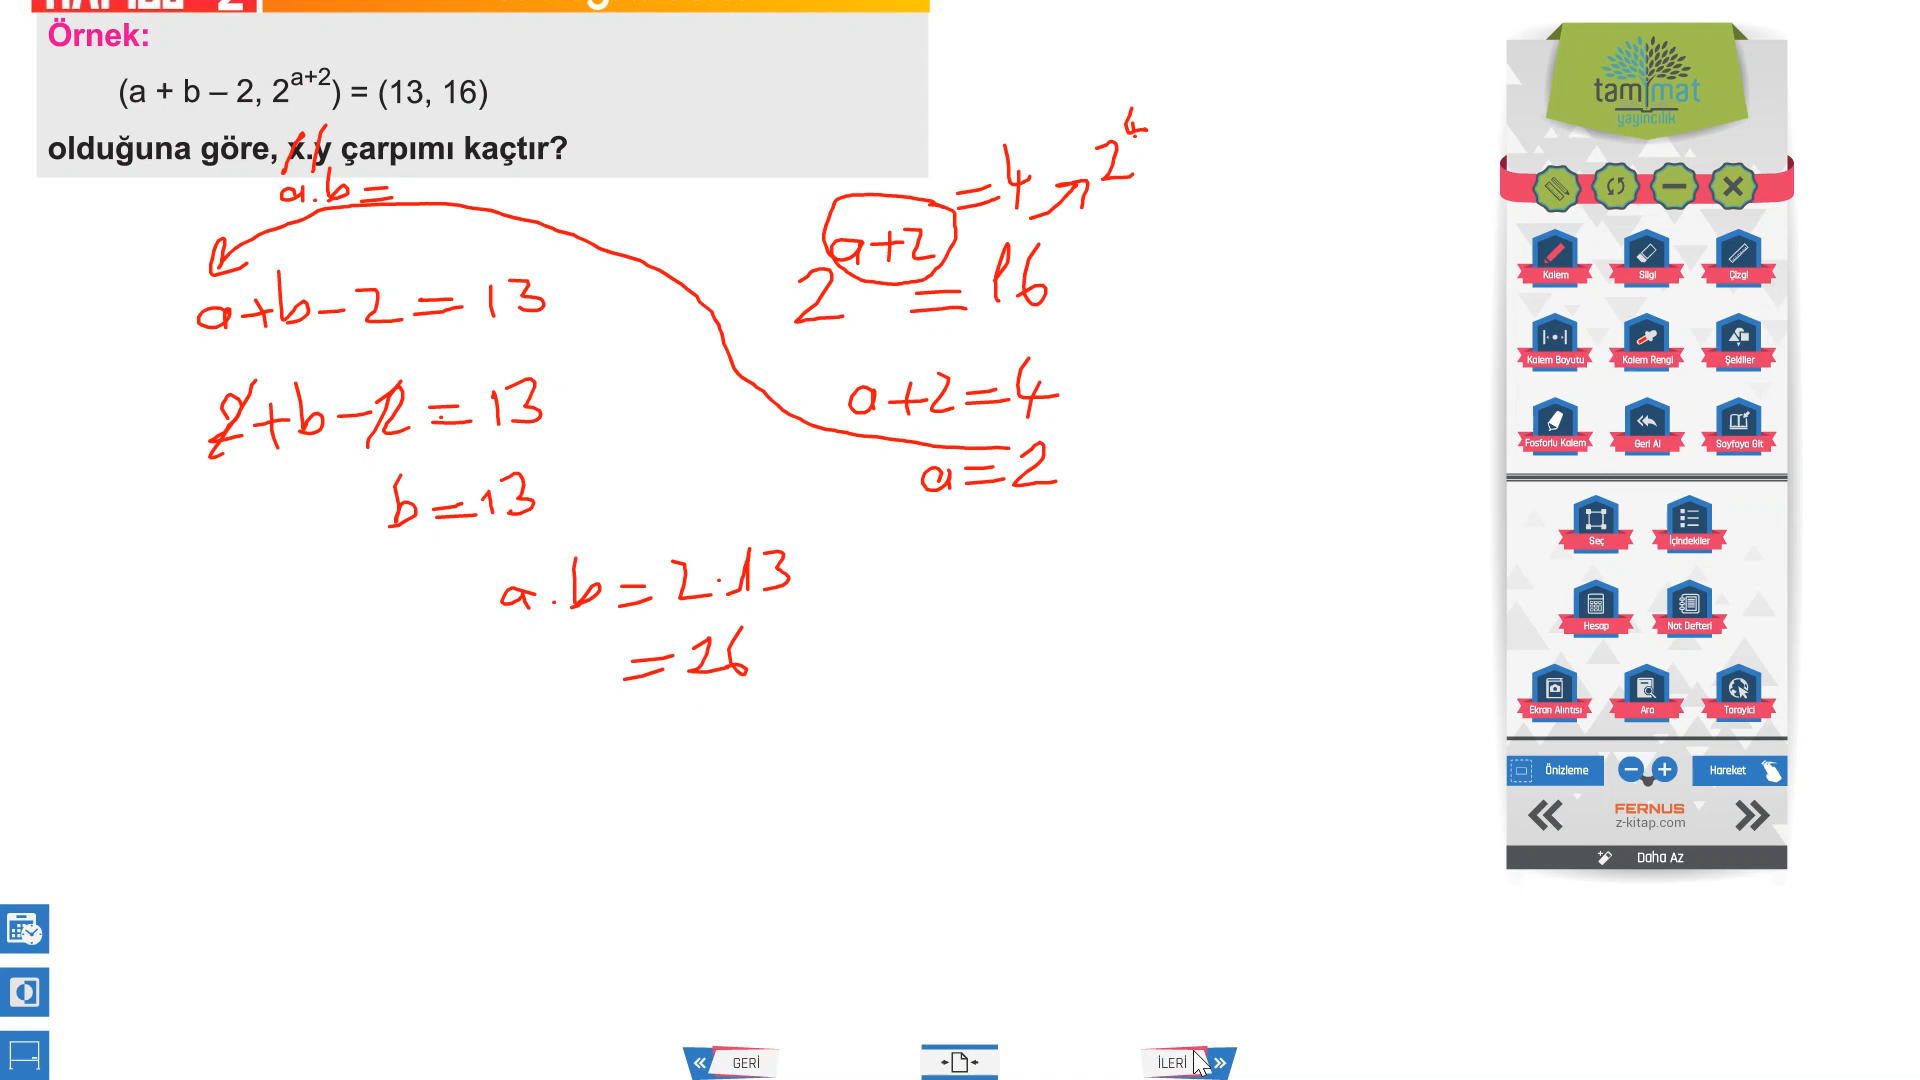 Örnek:
(a + b – 2, 2^{a+2}) = (13, 16)
olduğuna göre, x.y çarpımı kaçtır?
a.b =
a+b-2=13
2+b-2=13
b=13
a.b=2.13
=26
a+2 =4 2^4
2 =16
a+2=4
a=2
tammat
yayıncılık
Kalem Silgi Çizgi
Kalem Boyutu Kalem Rengi Şekiller
Fosforlu Kalem Geri Al Sayfaya Git
Seç İçindekiler
Hesap Not Defteri
Ekran Alıntısı Ara Tarayici
Önizleme Hareket
FERNUS
z-kitap.com
Daha Az
GERİ İLERİ